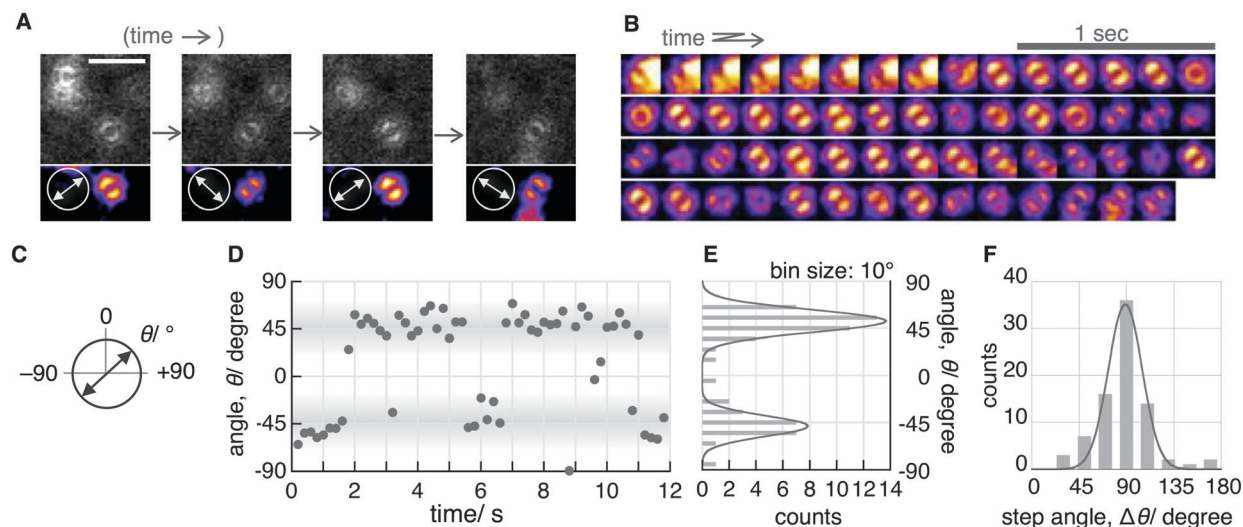 A
(time → )
B
time
1 sec
C
0
θ/ °
−90
+90
D
angle, θ/ degree
90
45
0
-45
-90
0 2 4 6 8 10 12
time/ s
E
bin size: 10°
90
45
0
-45
-90
angle, θ/ degree
0 2 4 6 8 10 12 14
counts
F
counts
40
30
20
10
0
0 45 90 135 180
step angle, Δθ/ degree